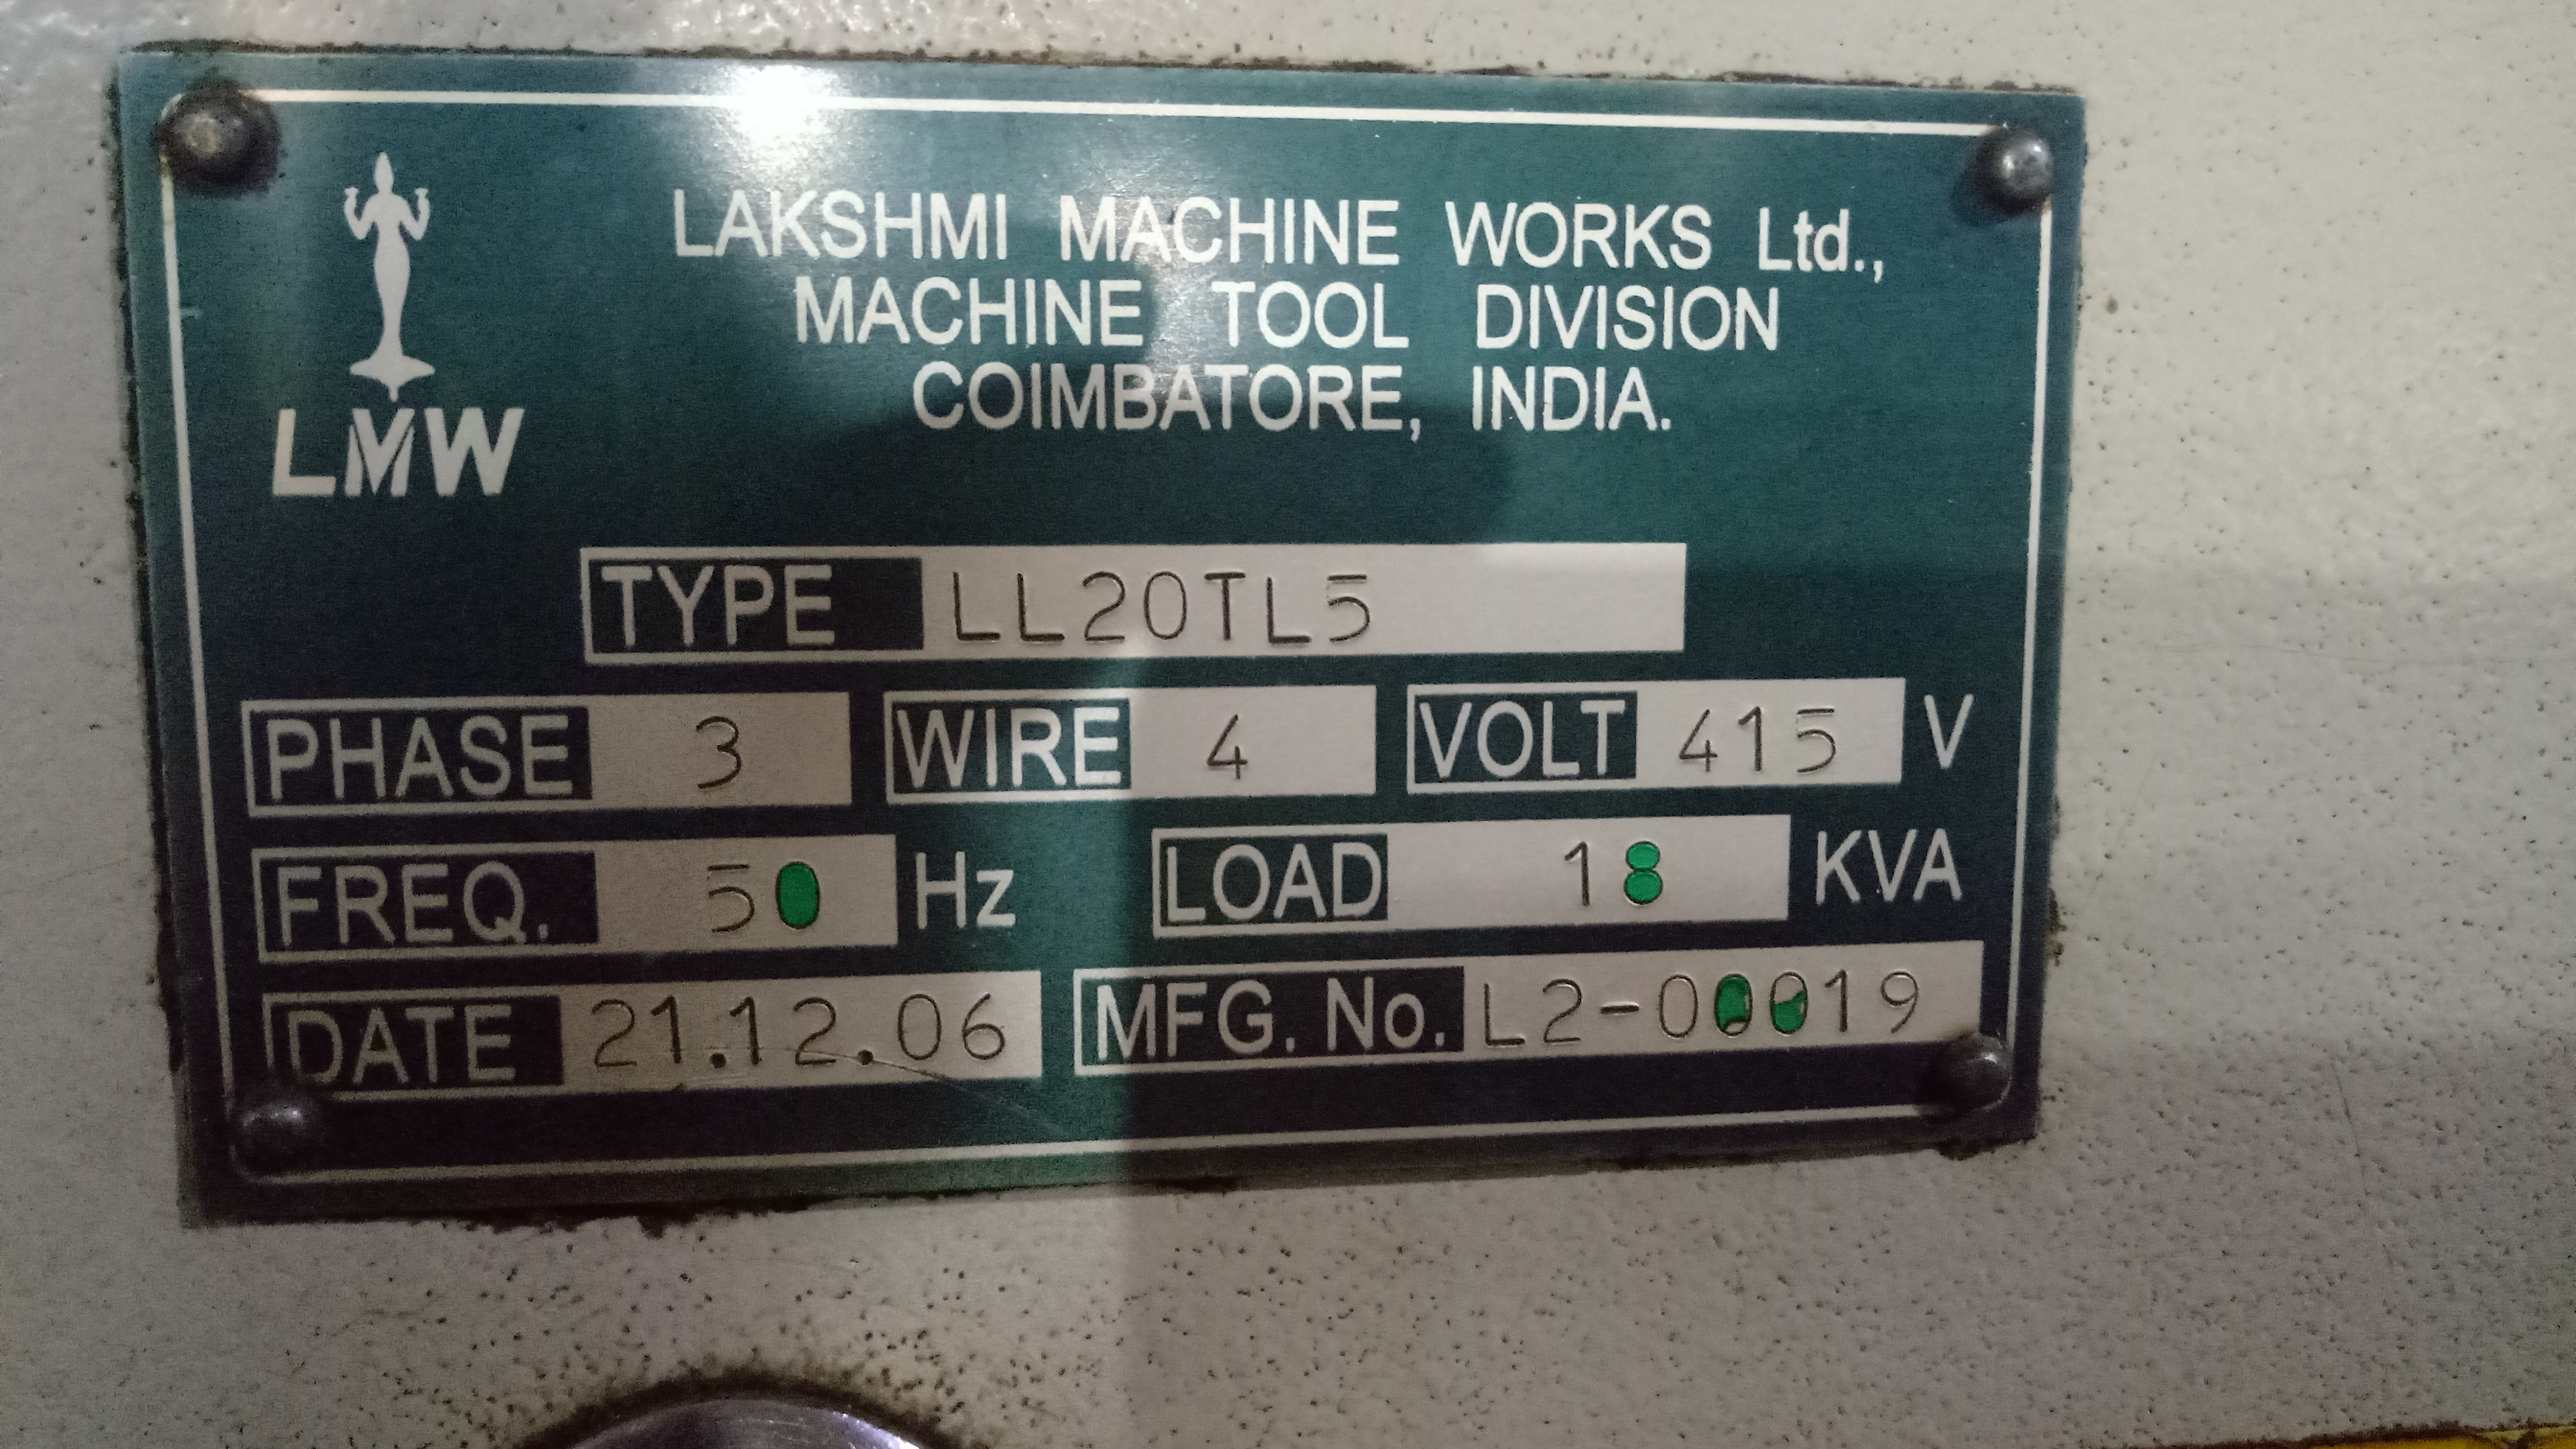 LAKSHMI MACHINE WORKS Ltd.,
MACHINE TOOL DIVISION
COIMBATORE, INDIA.
LMW
TYPE LL20TL5
PHASE 3 WIRE 4 VOLT 415 V
FREQ. 50 Hz LOAD 18 KVA
DATE 21.12.06 MFG. No. L2-00019